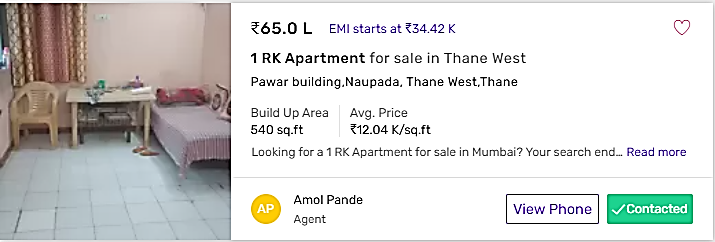 ₹65.0 L EMI starts at ₹34.42 K
1 RK Apartment for sale in Thane West
Pawar building,Naupada, Thane West,Thane
Build Up Area Avg. Price
540 sq.ft ₹12.04 K/sq.ft
Looking for a 1 RK Apartment for sale in Mumbai? Your search end... Read more
AP Amol Pande
Agent
View Phone Contacted